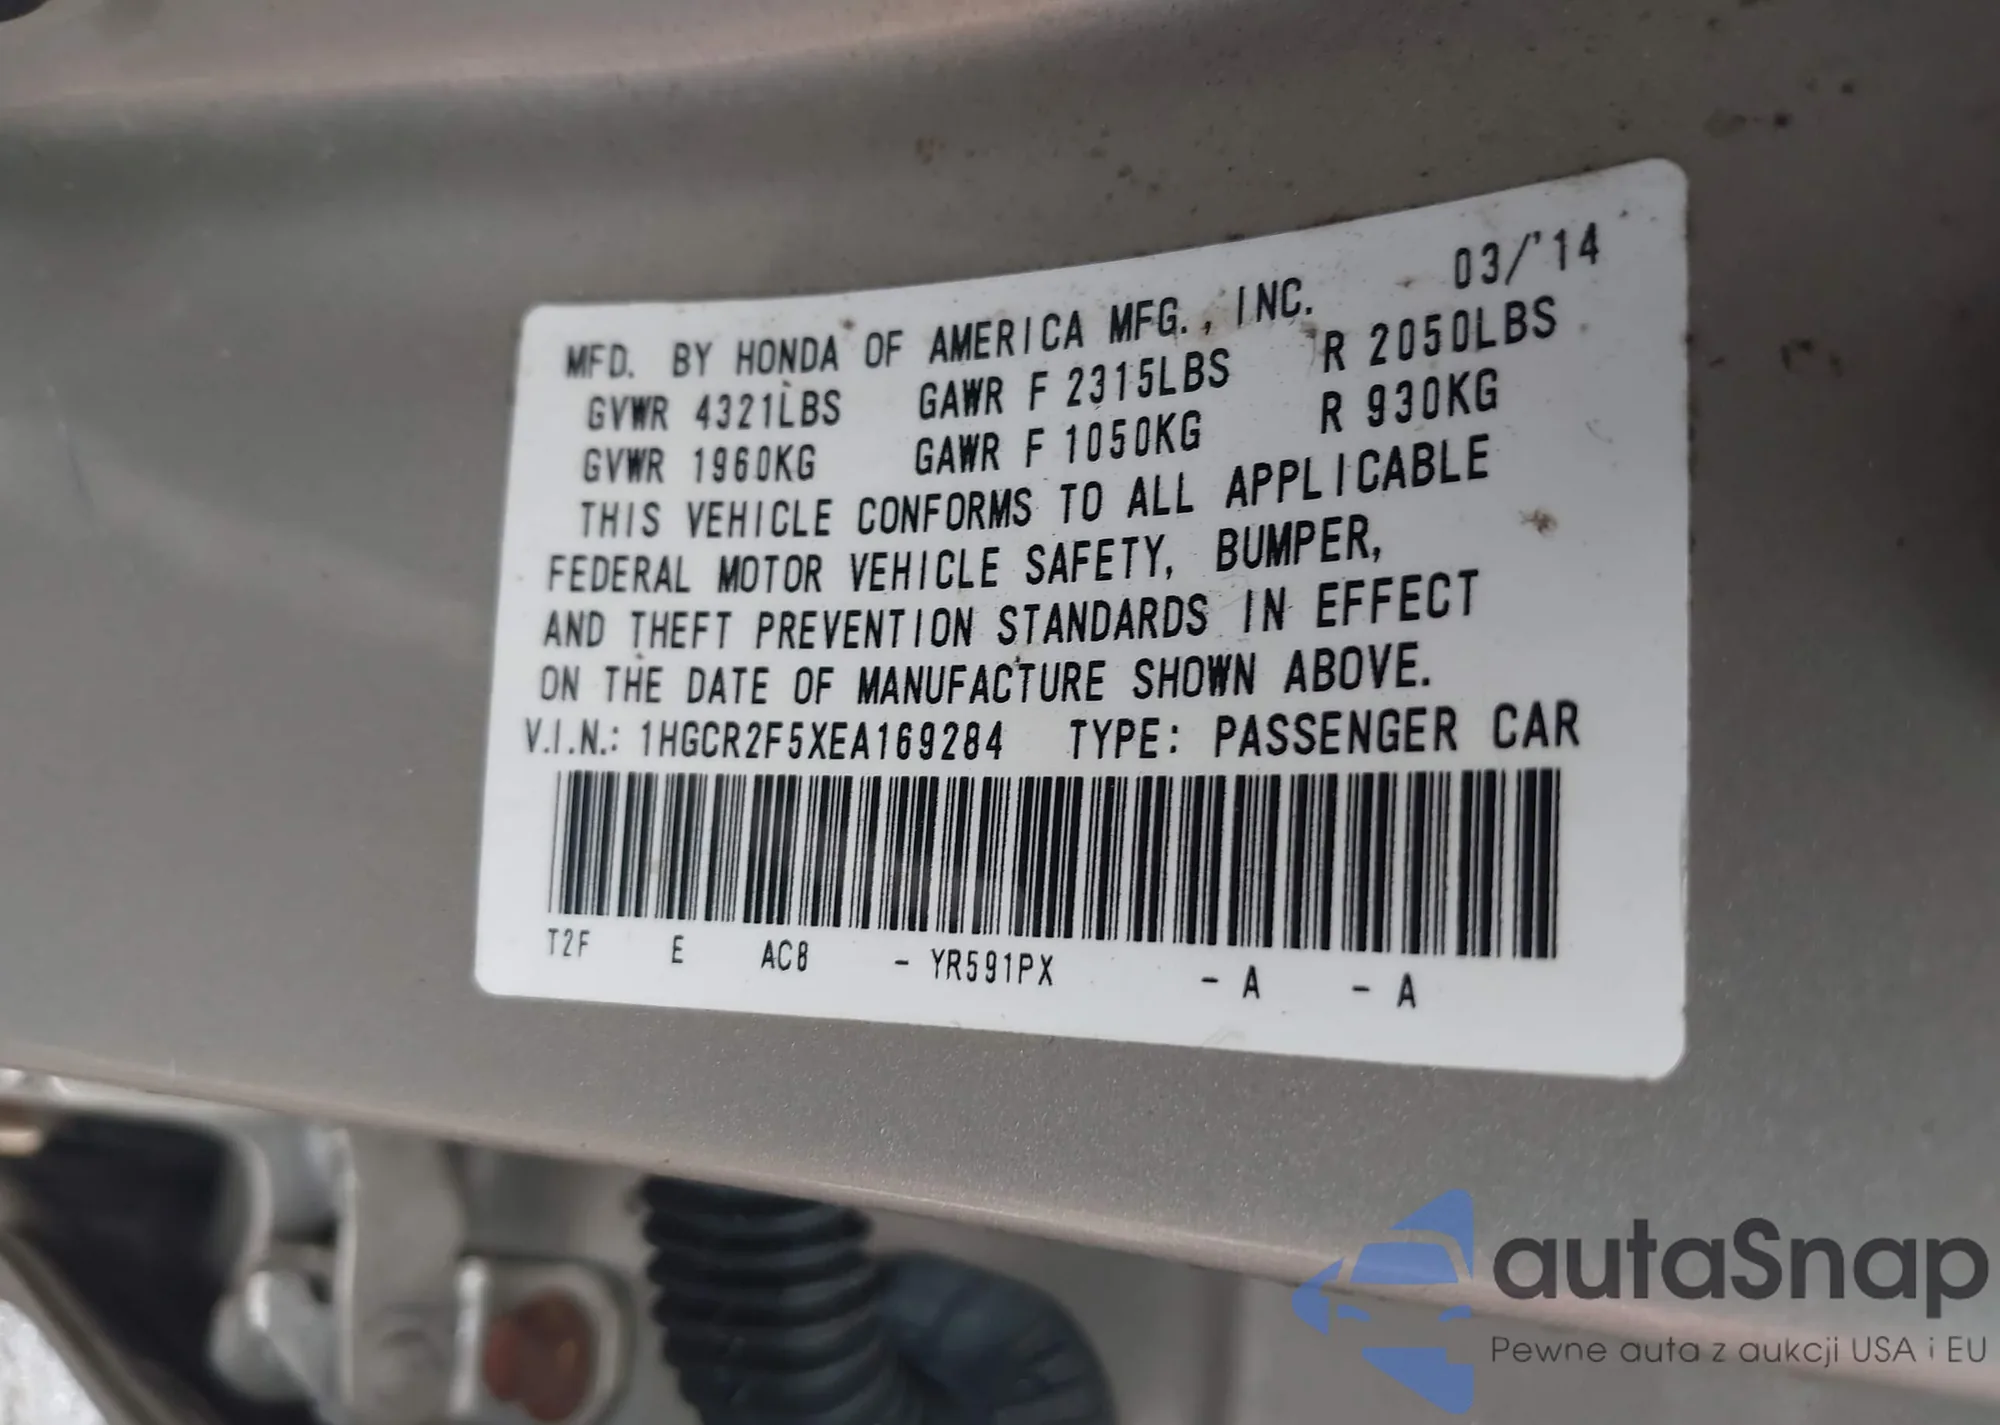 03/'14
MFD. BY HONDA OF AMERICA MFG., INC.
GVWR 4321LBS GAWR F 2315LBS R 2050LBS
GVWR 1960KG GAWR F 1050KG R 930KG
THIS VEHICLE CONFORMS TO ALL APPLICABLE
FEDERAL MOTOR VEHICLE SAFETY, BUMPER,
AND THEFT PREVENTION STANDARDS IN EFFECT
ON THE DATE OF MANUFACTURE SHOWN ABOVE.
V.I.N.: 1HGCR2F5XEA169284 TYPE: PASSENGER CAR
T2F E AC8 - YR591PX - A - A
autaSnap
Pewne auta z aukcji USA i EU